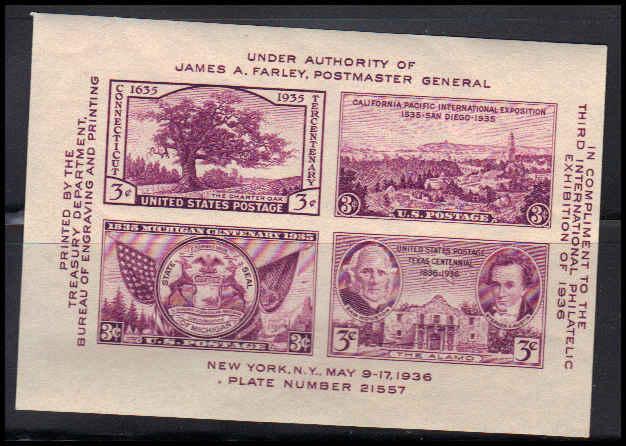 UNDER AUTHORITY OF
JAMES A. FARLEY, POSTMASTER GENERAL
PRINTED BY THE
TREASURY DEPARTMENT,
BUREAU OF ENGRAVING AND PRINTING
1635 1935
CONNECTICUT
TERCENTENARY
THE CHARTER OAK
3¢ 3¢
UNITED STATES POSTAGE
CALIFORNIA PACIFIC INTERNATIONAL EXPOSITION
1835-SAN DIEGO-1935
3¢ 3¢
U.S. POSTAGE
1835 MICHIGAN CENTENARY 1935
STATE SEAL
OF MICHIGAN
3¢ 3¢
U.S. POSTAGE
UNITED STATES POSTAGE
TEXAS CENTENNIAL
1836-1936
3¢ 3¢
THE ALAMO
IN COMPLIMENT TO THE
THIRD INTERNATIONAL PHILATELIC
EXHIBITION OF 1936
NEW YORK, N.Y., MAY 9-17, 1936
PLATE NUMBER 21557